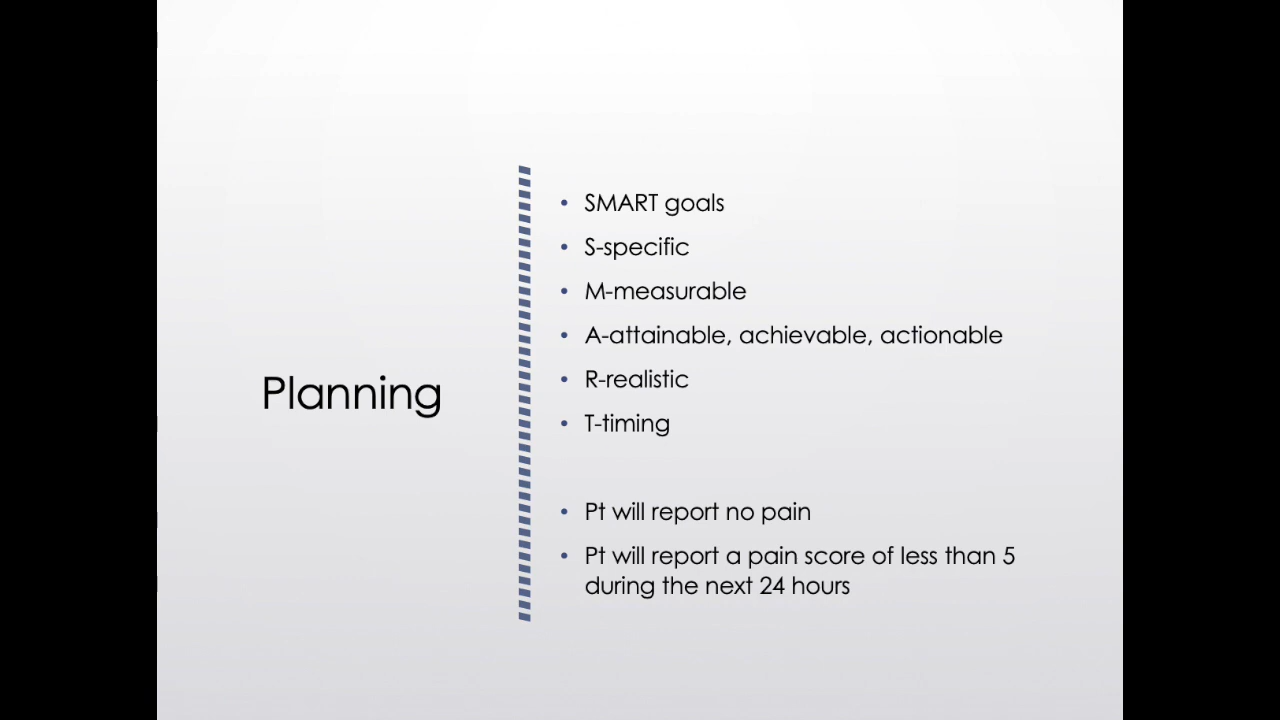 Planning
• SMART goals
• S-specific
• M-measurable
• A-attainable, achievable, actionable
• R-realistic
• T-timing
• Pt will report no pain
• Pt will report a pain score of less than 5
during the next 24 hours